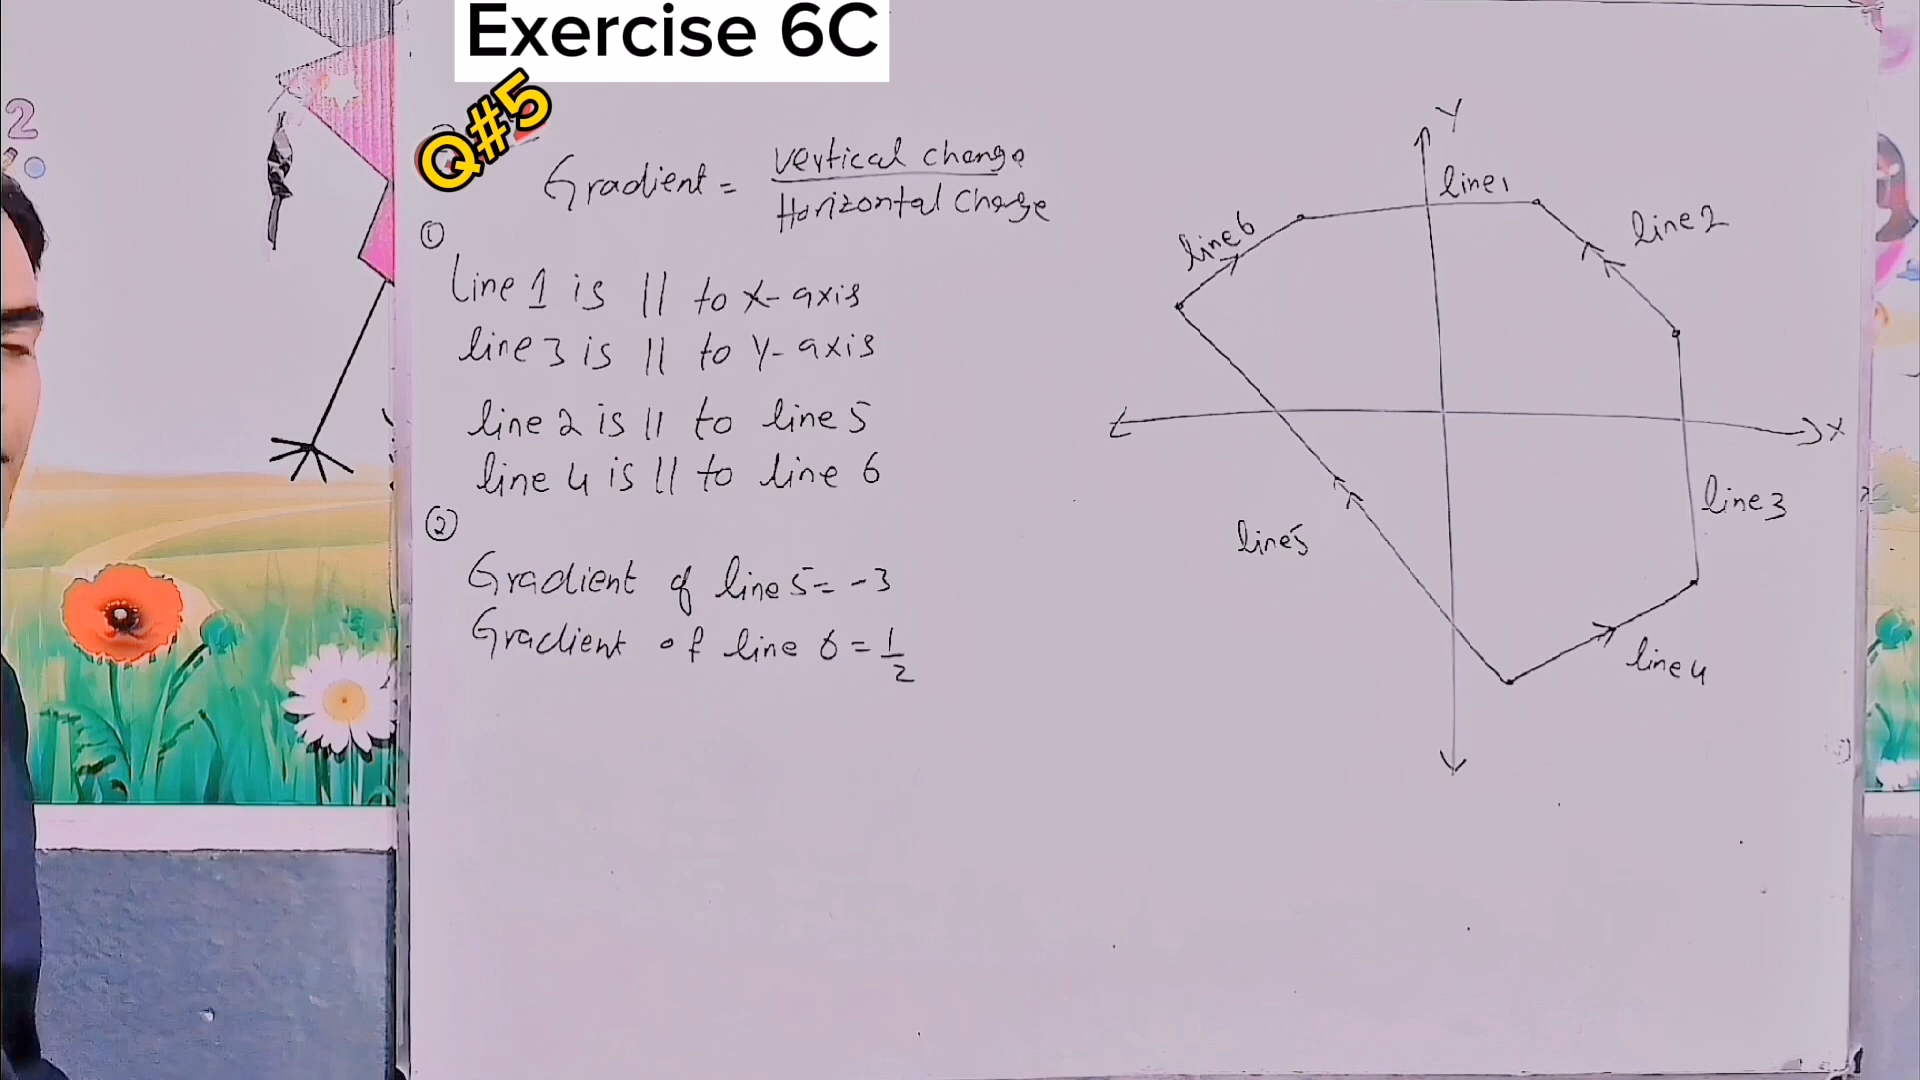 Exercise 6C
Q#5
2
Gradient = vertical change / Horizontal Change
①
Line 1 is || to x-axis
line 3 is || to Y-axis
line 2 is || to line 5
line 4 is || to line 6
②
Gradient of line 5 = -3
Gradient of line 6 = 1/2
Y
line 1
line 2
line 6
X
line 3
line 5
line 4